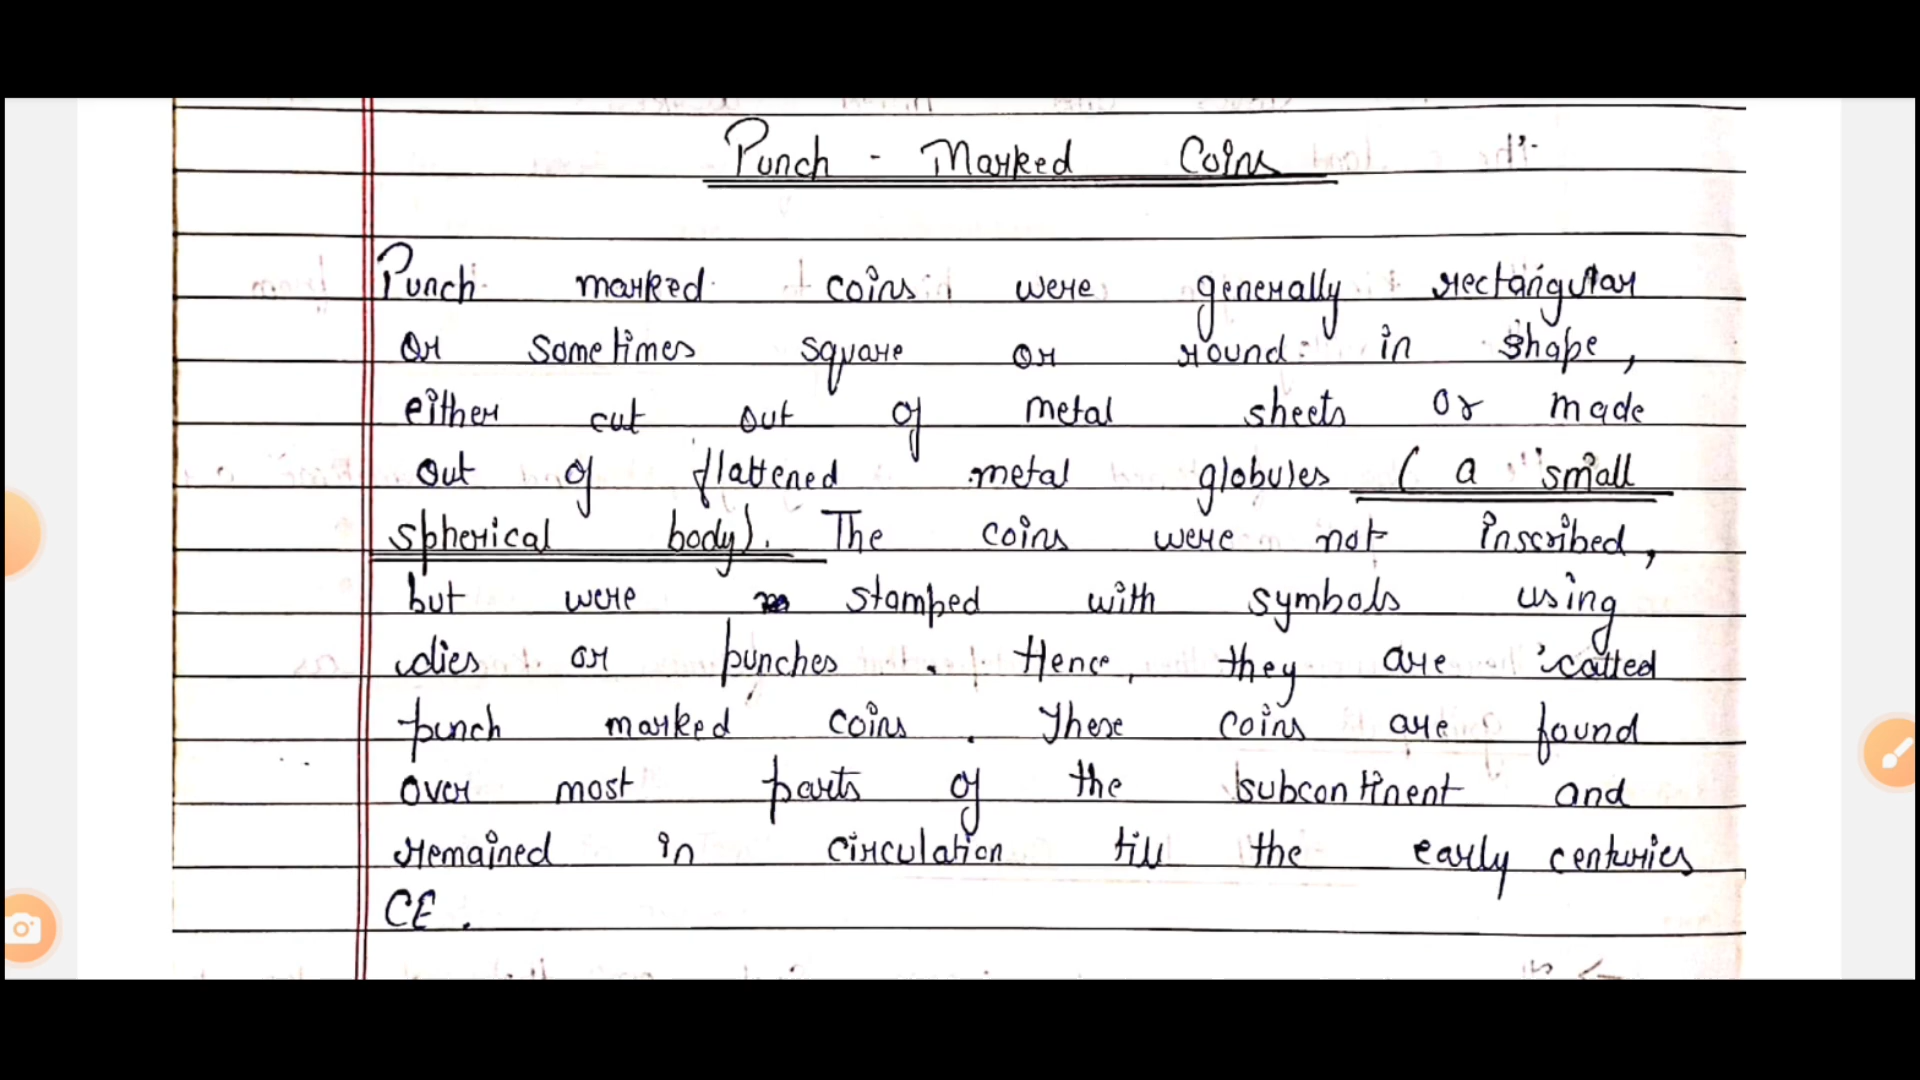 Punch - Marked Coins
Punch marked coins were generally rectangular
or sometimes square or round in shape,
either cut out of metal sheets or made
out of flattened metal globules ( a small
spherical body). The coins were not inscribed,
but were stamped with symbols using
dies or punches. Hence, they are called
punch marked coins. These coins are found
over most parts of the subcontinent and
remained in circulation till the early centuries
CE.